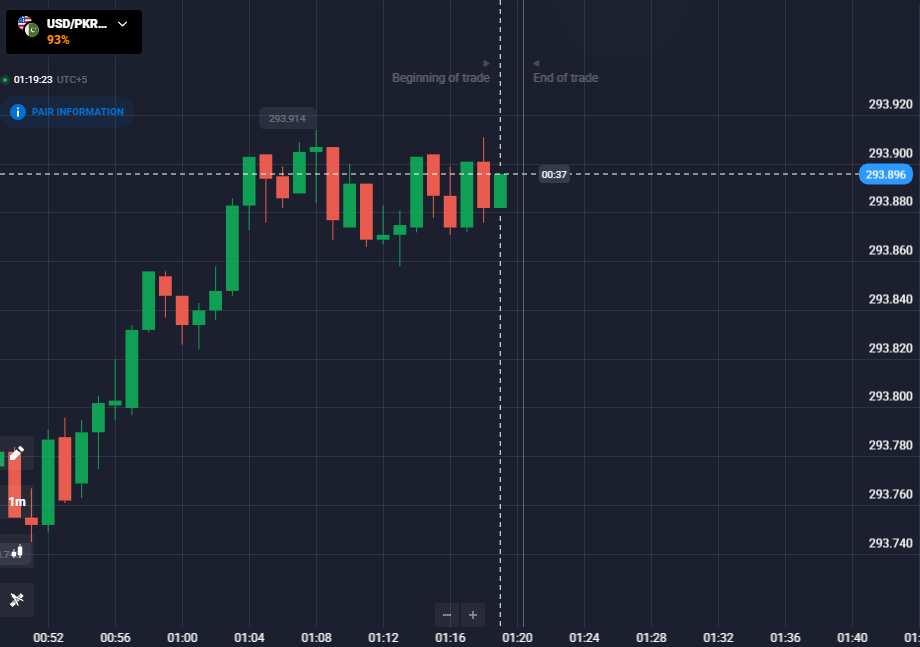 USD/PKR...
93%
Beginning of trade
End of trade
01:19:23 UTC+5
PAIR INFORMATION
293.914
293.920
293.900
00:37
293.896
293.880
293.860
293.840
293.820
293.800
293.780
293.760
1m
293.740
− +
00:52 00:56 01:00 01:04 01:08 01:12 01:16 01:20 01:24 01:28 01:32 01:36 01:40 01: